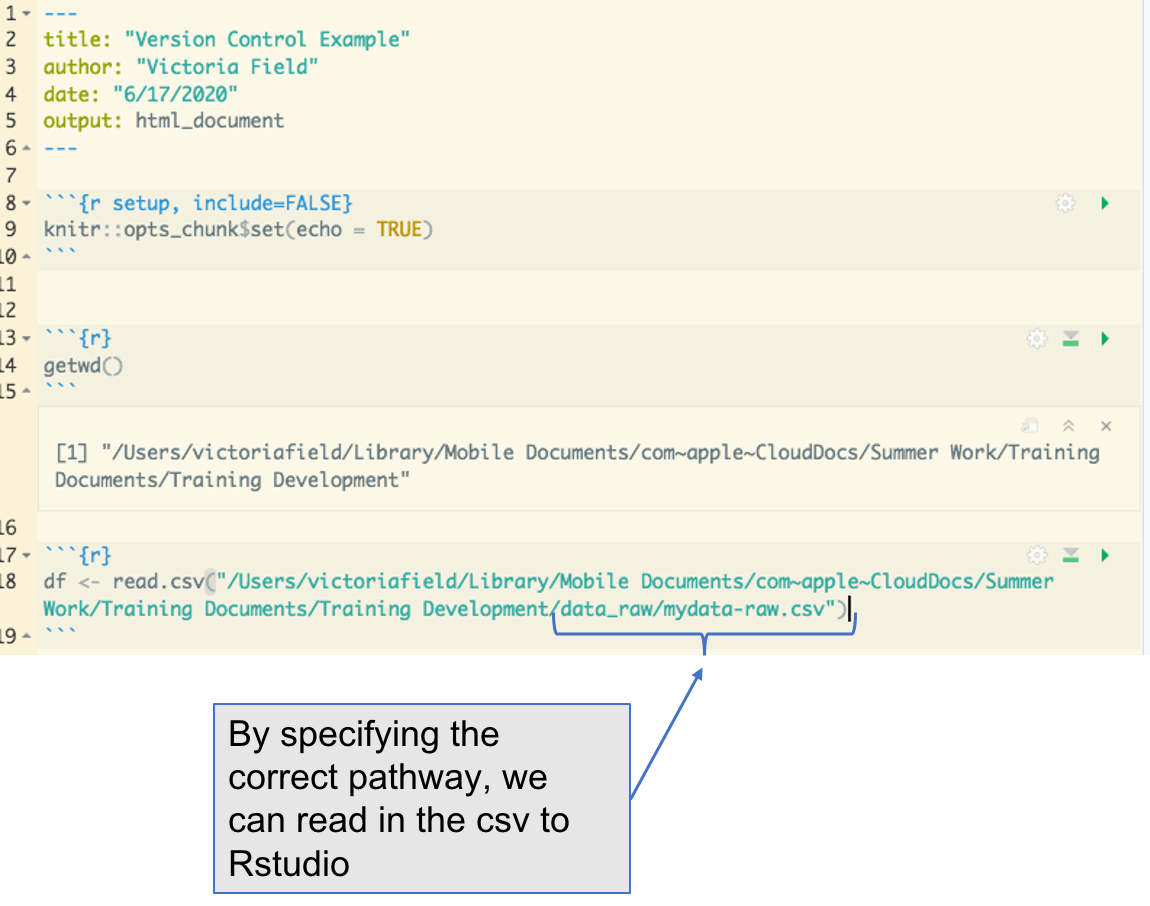 1 ---
2 title: "Version Control Example"
3 author: "Victoria Field"
4 date: "6/17/2020"
5 output: html_document
6 ---
7
8 ```{r setup, include=FALSE}
9 knitr::opts_chunk$set(echo = TRUE)
10 ```
11
12
13 ```{r}
14 getwd()
15 ```
[1] "/Users/victoriafield/Library/Mobile Documents/com~apple~CloudDocs/Summer Work/Training
Documents/Training Development"
16
17 ```{r}
18 df <- read.csv("/Users/victoriafield/Library/Mobile Documents/com~apple~CloudDocs/Summer
Work/Training Documents/Training Development/data_raw/mydata-raw.csv")
19 ```
By specifying the
correct pathway, we
can read in the csv to
Rstudio